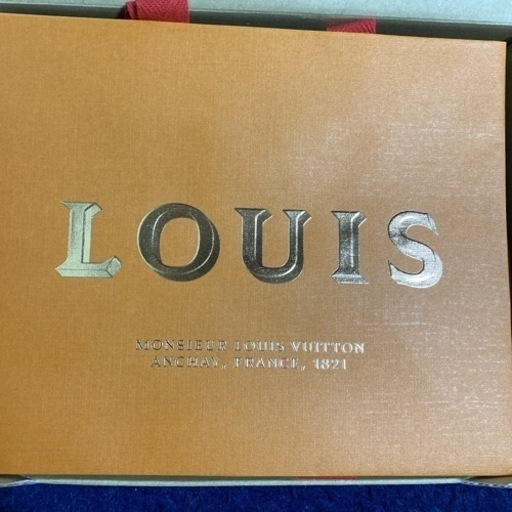 LOUIS
MONSIEUR LOUIS VUITTON
ANCHAY, FRANCE, 1821